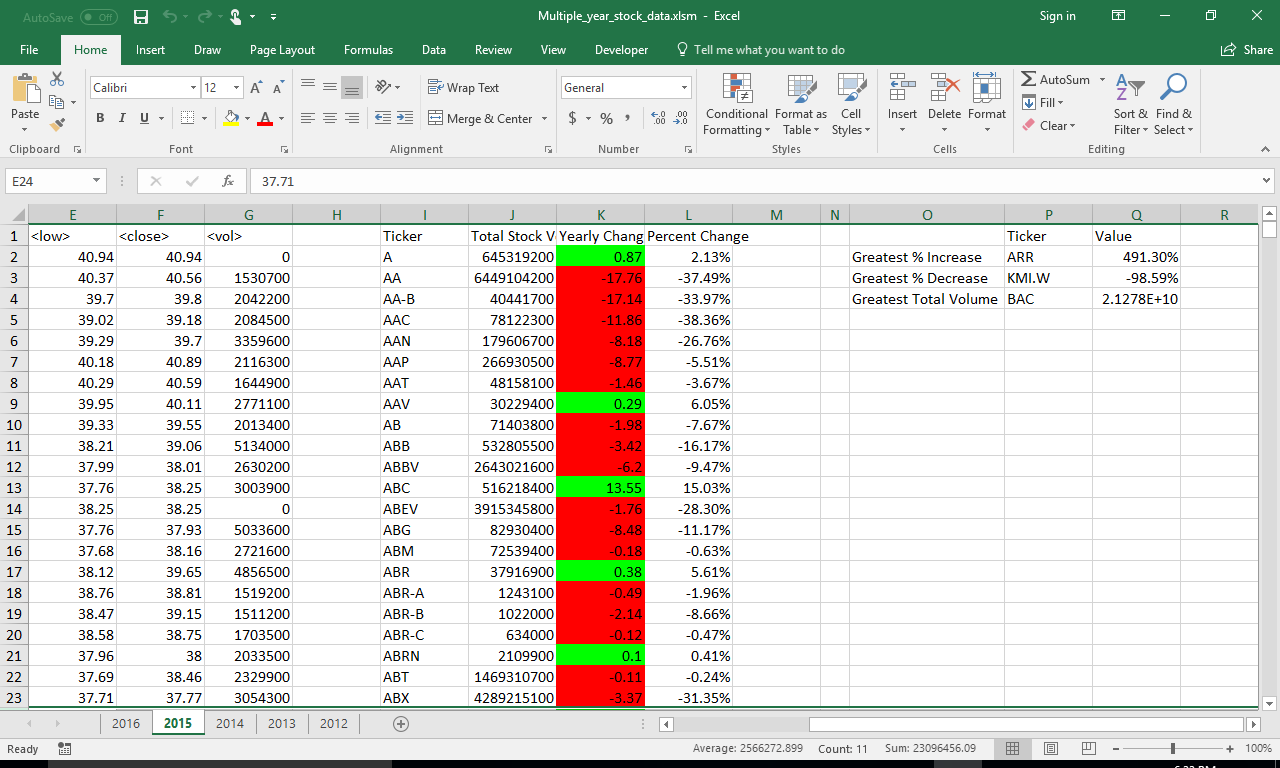 AutoSave Off Multiple_year_stock_data.xlsm - Excel Sign in
File Home Insert Draw Page Layout Formulas Data Review View Developer Tell me what you want to do Share
Paste Calibri 12 A A Wrap Text General Conditional Formatting Format as Table Cell Styles Insert Delete Format AutoSum Sort & Filter Find & Select
B I U A Merge & Center $ % , Fill
Clear
Clipboard Font Alignment Number Styles Cells Editing
E24 fx 37.71
E F G H I J K L M N O P Q R
1 <low> <close> <vol> Ticker Total Stock V Yearly Chang Percent Change Ticker Value
2 40.94 40.94 0 A 645319200 0.87 2.13% Greatest % Increase ARR 491.30%
3 40.37 40.56 1530700 AA 6449104200 -17.76 -37.49% Greatest % Decrease KMI.W -98.59%
4 39.7 39.8 2042200 AA-B 40441700 -17.14 -33.97% Greatest Total Volume BAC 2.1278E+10
5 39.02 39.18 2084500 AAC 78122300 -11.86 -38.36%
6 39.29 39.7 3359600 AAN 179606700 -8.18 -26.76%
7 40.18 40.89 2116300 AAP 266930500 -8.77 -5.51%
8 40.29 40.59 1644900 AAT 48158100 -1.46 -3.67%
9 39.95 40.11 2771100 AAV 30229400 0.29 6.05%
10 39.33 39.55 2013400 AB 71403800 -1.98 -7.67%
11 38.21 39.06 5134000 ABB 532805500 -3.42 -16.17%
12 37.99 38.01 2630200 ABBV 2643021600 -6.2 -9.47%
13 37.76 38.25 3003900 ABC 516218400 13.55 15.03%
14 38.25 38.25 0 ABEV 3915345800 -1.76 -28.30%
15 37.76 37.93 5033600 ABG 82930400 -8.48 -11.17%
16 37.68 38.16 2721600 ABM 72539400 -0.18 -0.63%
17 38.12 39.65 4856500 ABR 37916900 0.38 5.61%
18 38.76 38.81 1519200 ABR-A 1243100 -0.49 -1.96%
19 38.47 39.15 1511200 ABR-B 1022000 -2.14 -8.66%
20 38.58 38.75 1703500 ABR-C 634000 -0.12 -0.47%
21 37.96 38 2033500 ABRN 2109900 0.1 0.41%
22 37.69 38.46 2329900 ABT 1469310700 -0.11 -0.24%
23 37.71 37.77 3054300 ABX 4289215100 -3.37 -31.35%
2016 2015 2014 2013 2012
Ready Average: 2566272.899 Count: 11 Sum: 23096456.09 100%